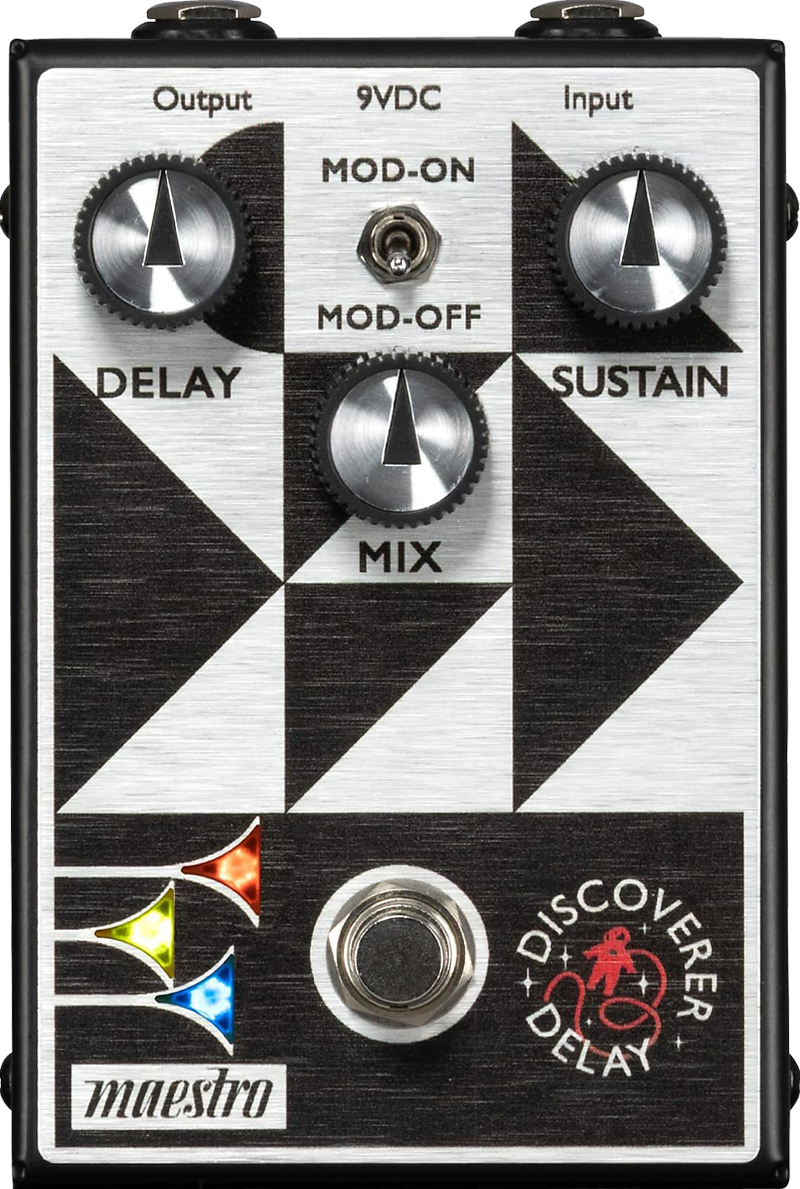 Output 9VDC Input
MOD-ON
MOD-OFF
DELAY SUSTAIN
MIX
DISCOVERER
DELAY
maestro